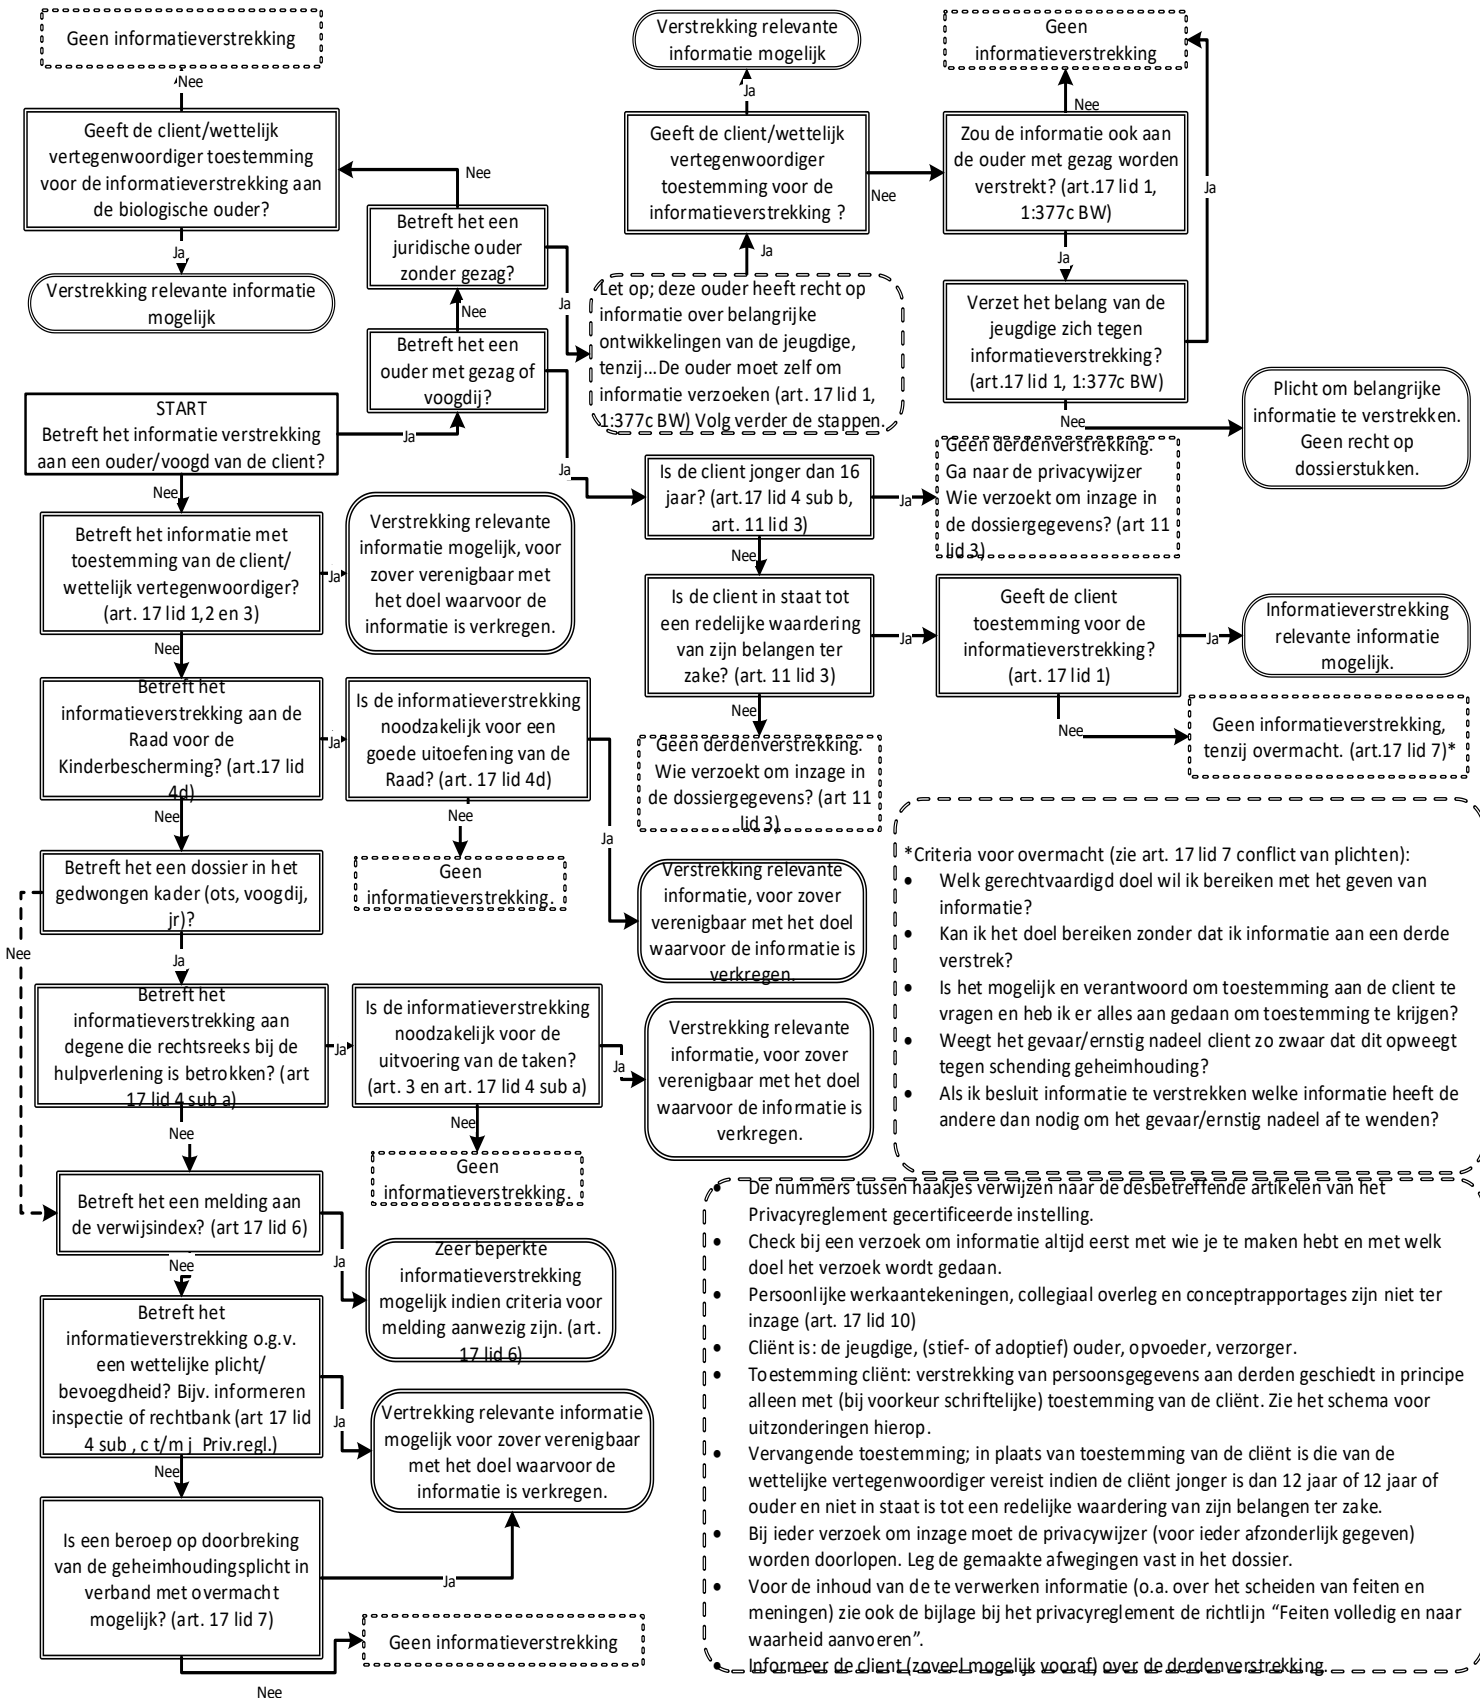 Geen informatieverstrekking
Nee
Geeft de client/wettelijk
vertegenwoordiger toestemming
voor de informatieverstrekking aan
de biologische ouder?
Ja
Verstrekking relevante informatie
mogelijk
Nee
Betreft het een
juridische ouder
zonder gezag?
Ja
Nee
Betreft het een
ouder met gezag of
voogdij?
Ja
START
Betreft het informatie verstrekking
aan een ouder/voogd van de client?
Ja
Nee
Verstrekking relevante
informatie mogelijk
Ja
Geeft de client/wettelijk
vertegenwoordiger
toestemming voor de
informatieverstrekking ?
Nee
Ja
Let op; deze ouder heeft recht op
informatie over belangrijke
ontwikkelingen van de jeugdige,
tenzij...De ouder moet zelf om
informatie verzoeken (art. 17 lid 1,
1:377c BW) Volg verder de stappen.
Geen
informatieverstrekking
Nee
Zou de informatie ook aan
de ouder met gezag worden
verstrekt? (art.17 lid 1,
1:377c BW)
Ja
Ja
Verzet het belang van de
jeugdige zich tegen
informatieverstrekking?
(art.17 lid 1, 1:377c BW)
Nee
Plicht om belangrijke
informatie te verstrekken.
Geen recht op
dossierstukken.
Is de client jonger dan 16
jaar? (art.17 lid 4 sub b,
art. 11 lid 3)
Ja
Nee
Geen derdenverstrekking.
Ga naar de privacywijzer
Wie verzoekt om inzage in
de dossiergegevens? (art 11
lid 3)
Is de client in staat tot
een redelijke waardering
van zijn belangen ter
zake? (art. 11 lid 3)
Ja
Nee
Geeft de client
toestemming voor de
informatieverstrekking?
(art. 17 lid 1)
Ja
Nee
Informatieverstrekking
relevante informatie
mogelijk.
Geen informatieverstrekking,
tenzij overmacht. (art.17 lid 7)*
Geen derdenverstrekking.
Wie verzoekt om inzage in
de dossiergegevens? (art 11
lid 3)
Betreft het informatie met
toestemming van de client/
wettelijk vertegenwoordiger?
(art. 17 lid 1,2 en 3)
Ja
Nee
Verstrekking relevante
informatie mogelijk, voor
zover verenigbaar met
het doel waarvoor de
informatie is verkregen.
Betreft het
informatieverstrekking aan de
Raad voor de
Kinderbescherming? (art.17 lid
4d)
Ja
Nee
Is de informatieverstrekking
noodzakelijk voor een
goede uitoefening van de
Raad? (art. 17 lid 4d)
Nee
Ja
Geen
informatieverstrekking.
Verstrekking relevante
informatie, voor zover
verenigbaar met het doel
waarvoor de informatie is
verkregen.
Betreft het een dossier in het
gedwongen kader (ots, voogdij,
jr)?
Nee
Ja
Betreft het
informatieverstrekking aan
degene die rechtsreeks bij de
hulpverlening is betrokken? (art
17 lid 4 sub a)
Ja
Nee
Is de informatieverstrekking
noodzakelijk voor de
uitvoering van de taken?
(art. 3 en art. 17 lid 4 sub a)
Ja
Nee
Verstrekking relevante
informatie, voor zover
verenigbaar met het doel
waarvoor de informatie is
verkregen.
Geen
informatieverstrekking.
Betreft het een melding aan
de verwijsindex? (art 17 lid 6)
Ja
Nee
Zeer beperkte
informatieverstrekking
mogelijk indien criteria voor
melding aanwezig zijn. (art.
17 lid 6)
Betreft het
informatieverstrekking o.g.v.
een wettelijke plicht/
bevoegdheid? Bijv. informeren
inspectie of rechtbank (art 17 lid
4 sub , c t/m j Priv.regl.)
Ja
Nee
Vertrekking relevante informatie
mogelijk voor zover verenigbaar
met het doel waarvoor de
informatie is verkregen.
Is een beroep op doorbreking
van de geheimhoudingsplicht in
verband met overmacht
mogelijk? (art. 17 lid 7)
Ja
Nee
Geen informatieverstrekking
*Criteria voor overmacht (zie art. 17 lid 7 conflict van plichten):
• Welk gerechtvaardigd doel wil ik bereiken met het geven van
informatie?
• Kan ik het doel bereiken zonder dat ik informatie aan een derde
verstrek?
• Is het mogelijk en verantwoord om toestemming aan de client te
vragen en heb ik er alles aan gedaan om toestemming te krijgen?
• Weegt het gevaar/ernstig nadeel client zo zwaar dat dit opweegt
tegen schending geheimhouding?
• Als ik besluit informatie te verstrekken welke informatie heeft de
andere dan nodig om het gevaar/ernstig nadeel af te wenden?
• De nummers tussen haakjes verwijzen naar de desbetreffende artikelen van het
Privacyreglement gecertificeerde instelling.
• Check bij een verzoek om informatie altijd eerst met wie je te maken hebt en met welk
doel het verzoek wordt gedaan.
• Persoonlijke werkaantekeningen, collegiaal overleg en conceptrapportages zijn niet ter
inzage (art. 17 lid 10)
• Cliënt is: de jeugdige, (stief- of adoptief) ouder, opvoeder, verzorger.
• Toestemming cliënt: verstrekking van persoonsgegevens aan derden geschiedt in principe
alleen met (bij voorkeur schriftelijke) toestemming van de cliënt. Zie het schema voor
uitzonderingen hierop.
• Vervangende toestemming; in plaats van toestemming van de cliënt is die van de
wettelijke vertegenwoordiger vereist indien de cliënt jonger is dan 12 jaar of 12 jaar of
ouder en niet in staat is tot een redelijke waardering van zijn belangen ter zake.
• Bij ieder verzoek om inzage moet de privacywijzer (voor ieder afzonderlijk gegeven)
worden doorlopen. Leg de gemaakte afwegingen vast in het dossier.
• Voor de inhoud van de te verwerken informatie (o.a. over het scheiden van feiten en
meningen) zie ook de bijlage bij het privacyreglement de richtlijn “Feiten volledig en naar
waarheid aanvoeren”.
• Informeer de client (zoveel mogelijk vooraf) over de derdenverstrekking.